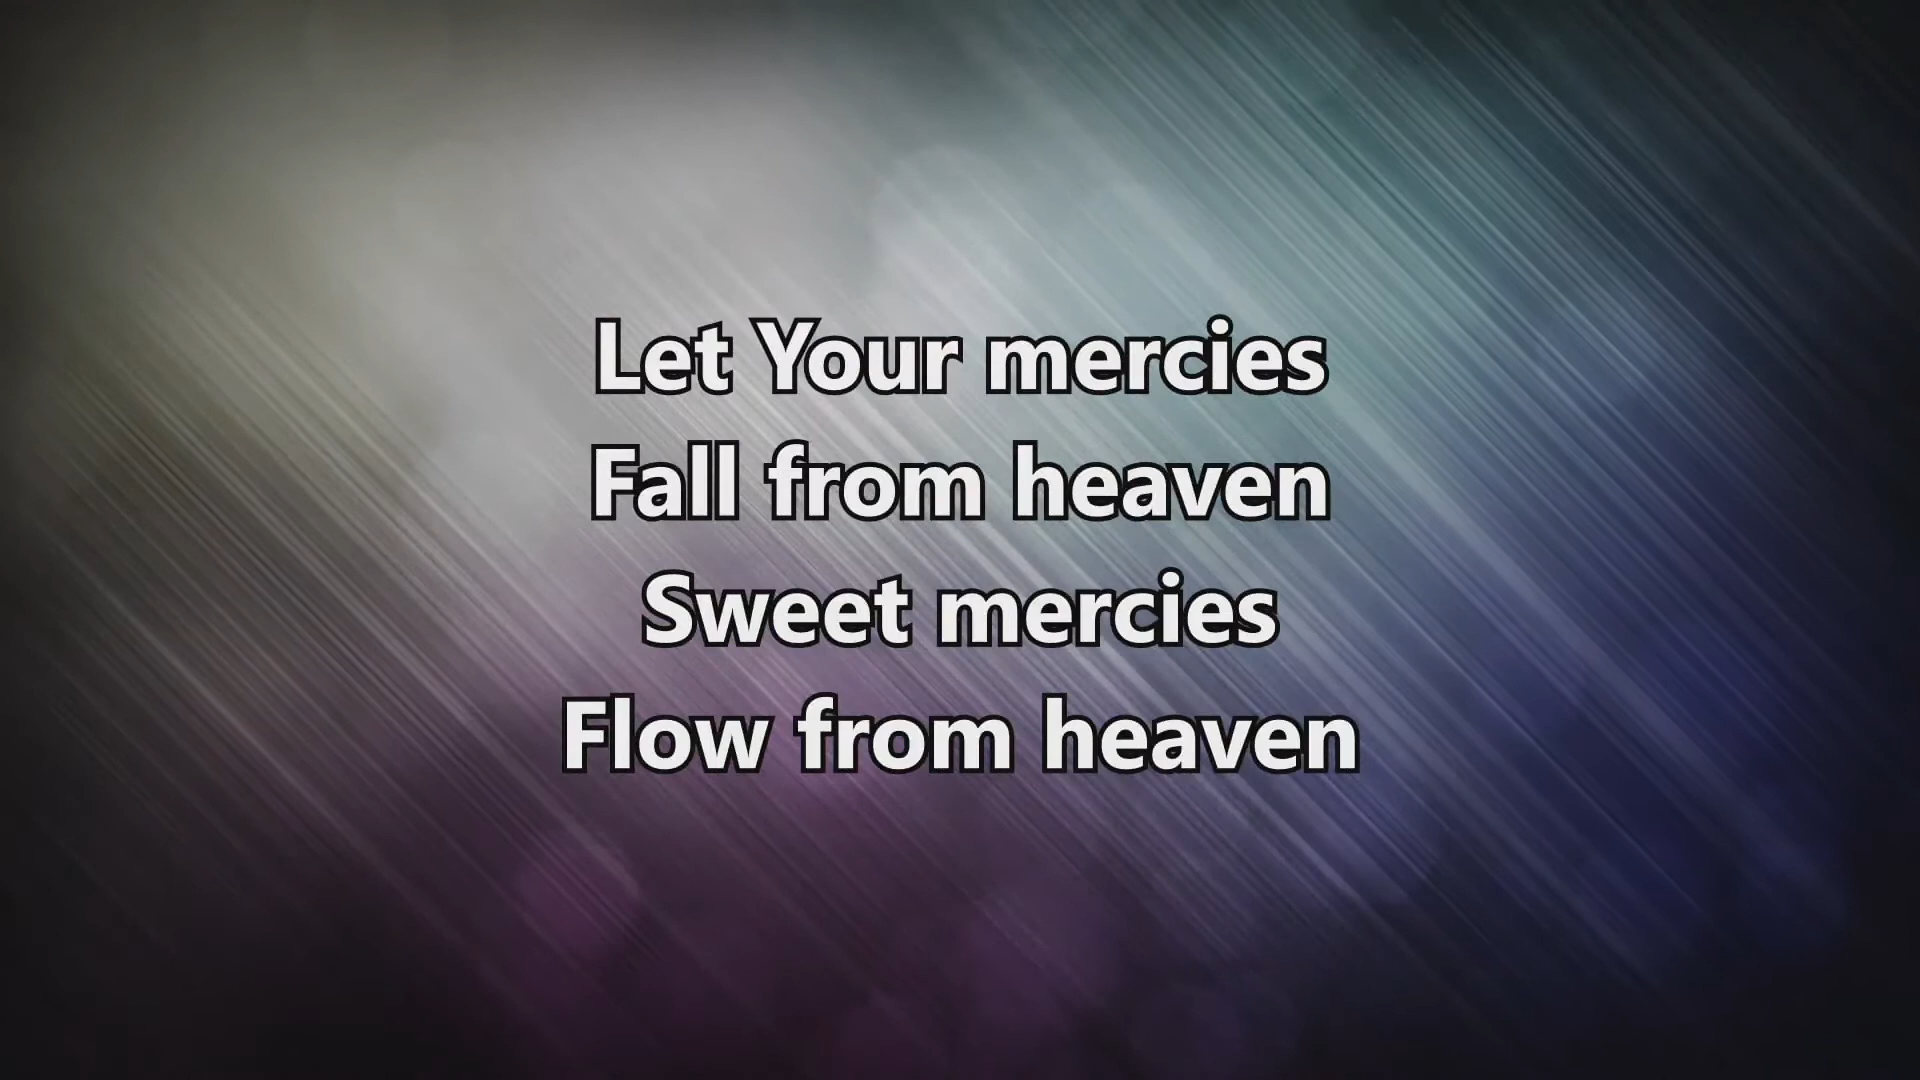 Let Your mercies
Fall from heaven
Sweet mercies
Flow from heaven